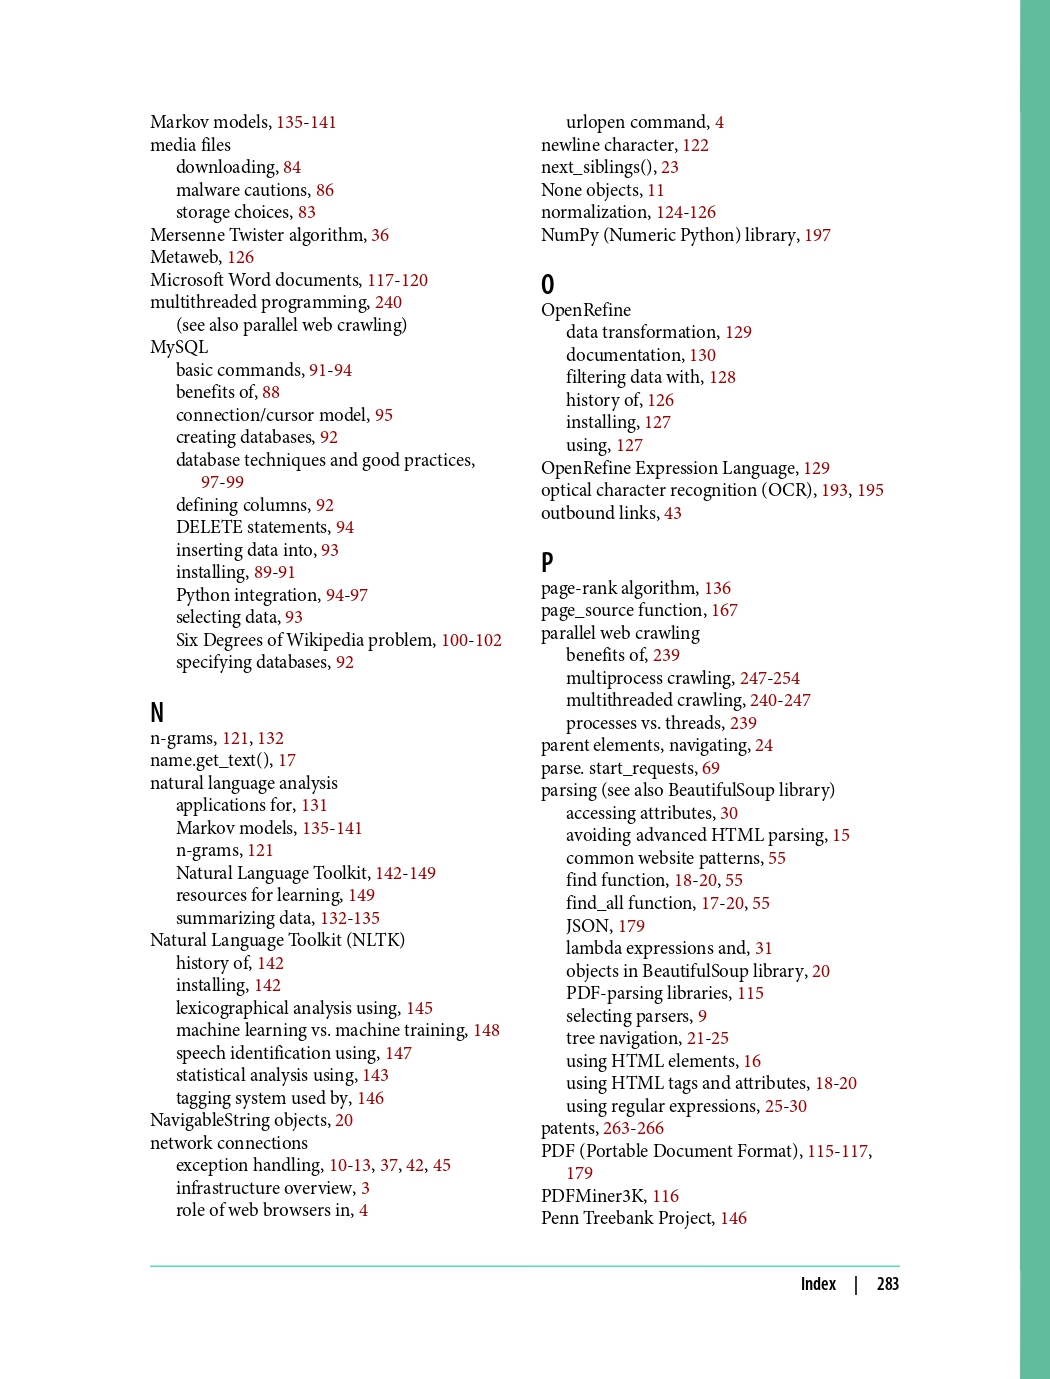 Markov models, 135-141
media files
downloading, 84
malware cautions, 86
storage choices, 83
Mersenne Twister algorithm, 36
Metaweb, 126
Microsoft Word documents, 117-120
multithreaded programming, 240
(see also parallel web crawling)
MySQL
basic commands, 91-94
benefits of, 88
connection/cursor model, 95
creating databases, 92
database techniques and good practices,
97-99
defining columns, 92
DELETE statements, 94
inserting data into, 93
installing, 89-91
Python integration, 94-97
selecting data, 93
Six Degrees of Wikipedia problem, 100-102
specifying databases, 92
N
n-grams, 121, 132
name.get_text(), 17
natural language analysis
applications for, 131
Markov models, 135-141
n-grams, 121
Natural Language Toolkit, 142-149
resources for learning, 149
summarizing data, 132-135
Natural Language Toolkit (NLTK)
history of, 142
installing, 142
lexicographical analysis using, 145
machine learning vs. machine training, 148
speech identification using, 147
statistical analysis using, 143
tagging system used by, 146
NavigableString objects, 20
network connections
exception handling, 10-13, 37, 42, 45
infrastructure overview, 3
role of web browsers in, 4
urlopen command, 4
newline character, 122
next_siblings(), 23
None objects, 11
normalization, 124-126
NumPy (Numeric Python) library, 197
O
OpenRefine
data transformation, 129
documentation, 130
filtering data with, 128
history of, 126
installing, 127
using, 127
OpenRefine Expression Language, 129
optical character recognition (OCR), 193, 195
outbound links, 43
P
page-rank algorithm, 136
page_source function, 167
parallel web crawling
benefits of, 239
multiprocess crawling, 247-254
multithreaded crawling, 240-247
processes vs. threads, 239
parent elements, navigating, 24
parse. start_requests, 69
parsing (see also BeautifulSoup library)
accessing attributes, 30
avoiding advanced HTML parsing, 15
common website patterns, 55
find function, 18-20, 55
find_all function, 17-20, 55
JSON, 179
lambda expressions and, 31
objects in BeautifulSoup library, 20
PDF-parsing libraries, 115
selecting parsers, 9
tree navigation, 21-25
using HTML elements, 16
using HTML tags and attributes, 18-20
using regular expressions, 25-30
patents, 263-266
PDF (Portable Document Format), 115-117,
179
PDFMiner3K, 116
Penn Treebank Project, 146
Index | 283